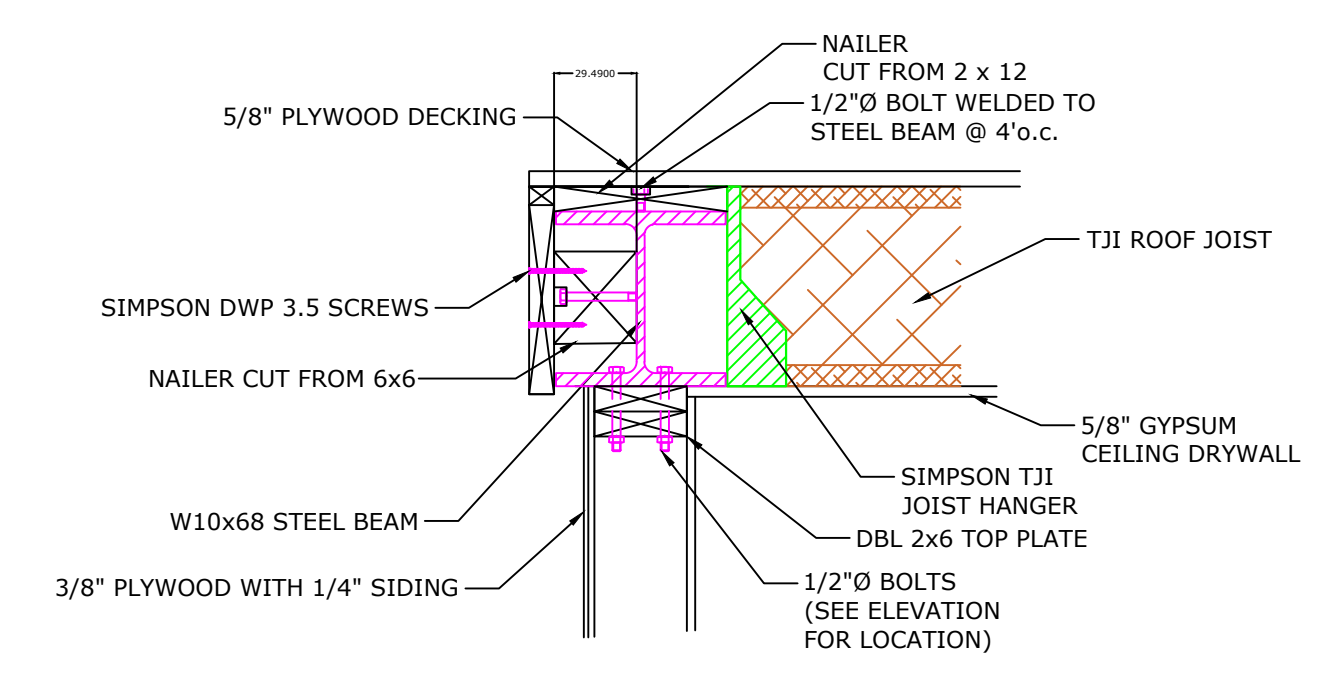 NAILER
CUT FROM 2 x 12
29.4900
1/2"Ø BOLT WELDED TO
STEEL BEAM @ 4'o.c.
5/8" PLYWOOD DECKING
TJI ROOF JOIST
SIMPSON DWP 3.5 SCREWS
NAILER CUT FROM 6x6
5/8" GYPSUM
CEILING DRYWALL
SIMPSON TJI
JOIST HANGER
W10x68 STEEL BEAM
DBL 2x6 TOP PLATE
3/8" PLYWOOD WITH 1/4" SIDING
1/2"Ø BOLTS
(SEE ELEVATION
FOR LOCATION)